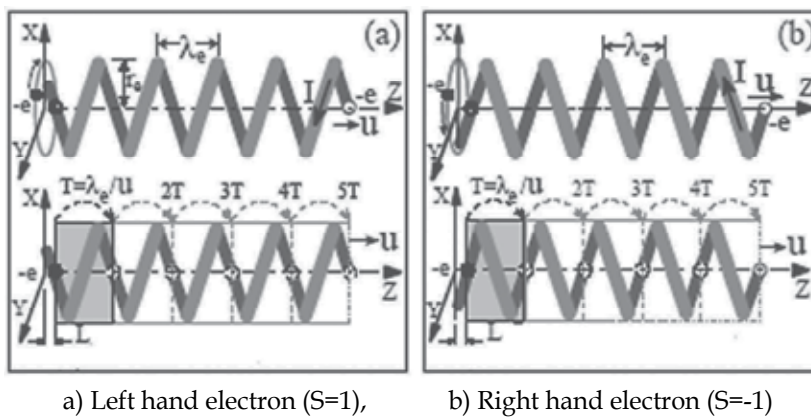 (a)
X
λe
re
I
-e
-e
Z
u
Y
X
T=λe/u
2T
3T
4T
5T
u
-e
Z
Y
L
(b)
X
λe
I
u
Z
-e
-e
Y
X
T=λe/u
2T
3T
4T
5T
u
-e
Z
Y
L
a) Left hand electron (S=1),
b) Right hand electron (S=-1)